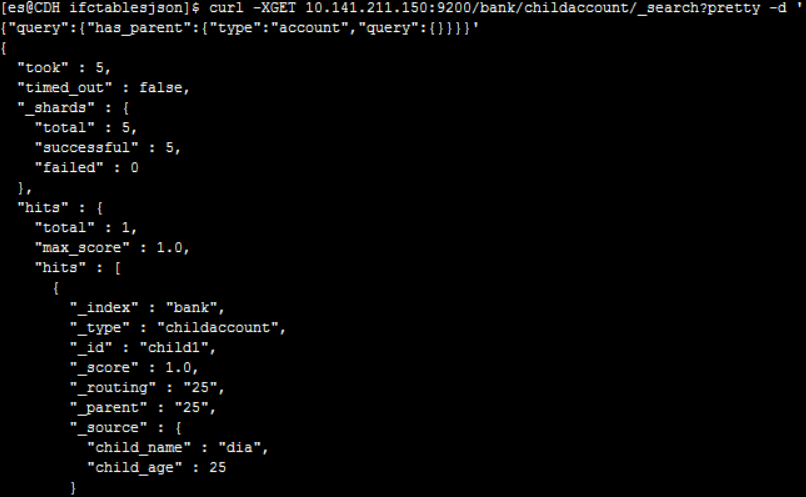 [es@CDH ifctablesjson]$ curl -XGET 10.141.211.150:9200/bank/childaccount/_search?pretty -d '
{"query":{"has_parent":{"type":"account","query":{}}}}'
{
  "took" : 5,
  "timed_out" : false,
  "_shards" : {
    "total" : 5,
    "successful" : 5,
    "failed" : 0
  },
  "hits" : {
    "total" : 1,
    "max_score" : 1.0,
    "hits" : [
      {
        "_index" : "bank",
        "_type" : "childaccount",
        "_id" : "child1",
        "_score" : 1.0,
        "_routing" : "25",
        "_parent" : "25",
        "_source" : {
          "child_name" : "dia",
          "child_age" : 25
        }